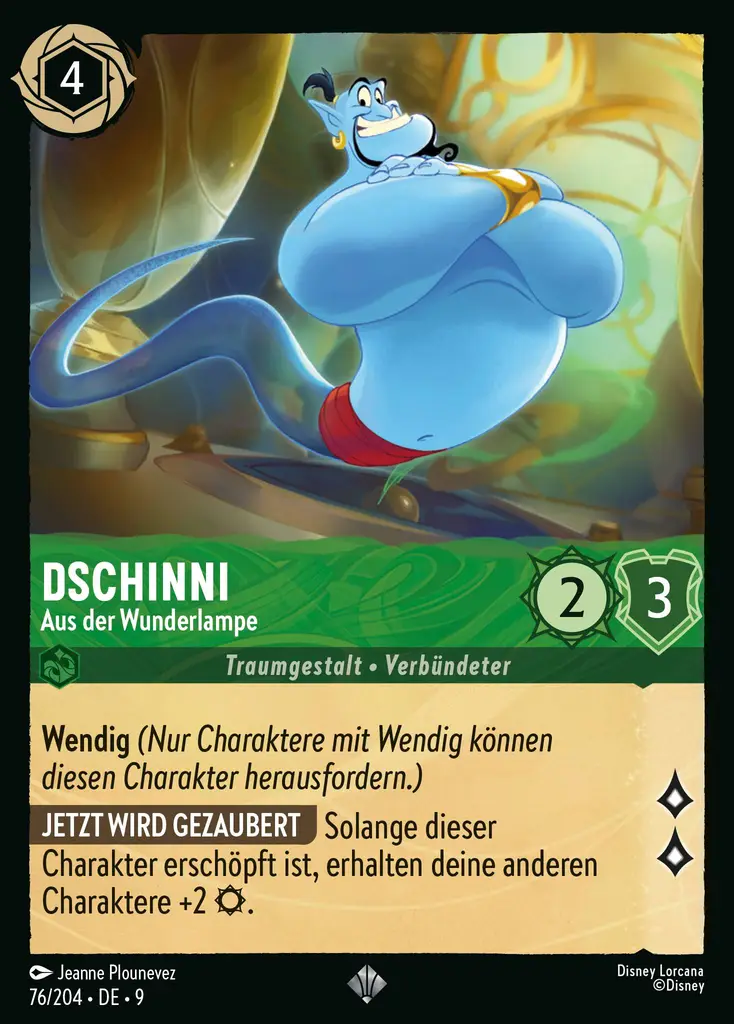 4
DSCHINNI
Aus der Wunderlampe
2
3
Traumgestalt • Verbündeter
Wendig (Nur Charaktere mit Wendig können
diesen Charakter herausfordern.)
JETZT WIRD GEZAUBERT Solange dieser
Charakter erschöpft ist, erhalten deine anderen
Charaktere +2 .
Jeanne Plounevez
76/204 • DE • 9
Disney Lorcana
©Disney